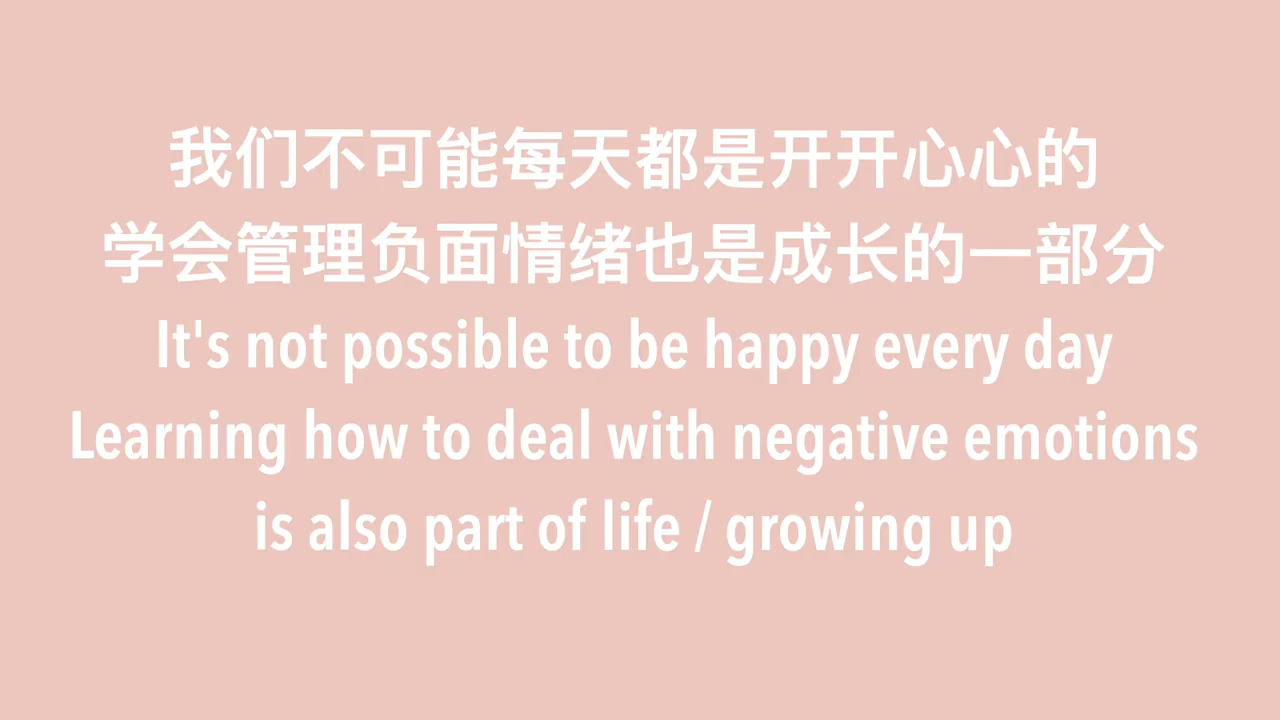 我们不可能每天都是开开心心的
学会管理负面情绪也是成长的一部分
It's not possible to be happy every day
Learning how to deal with negative emotions
is also part of life / growing up